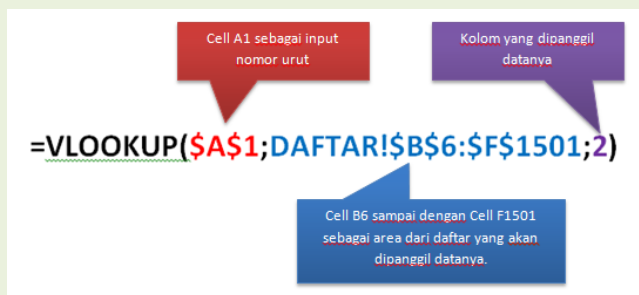 Cell A1 sebagai input
nomor urut
Kolom yang dipanggil
datanya
=VLOOKUP($A$1;DAFTAR!$B$6:$F$1501;2)
Cell B6 sampai dengan Cell F1501
sebagai area dari daftar yang akan
dipanggil datanya.